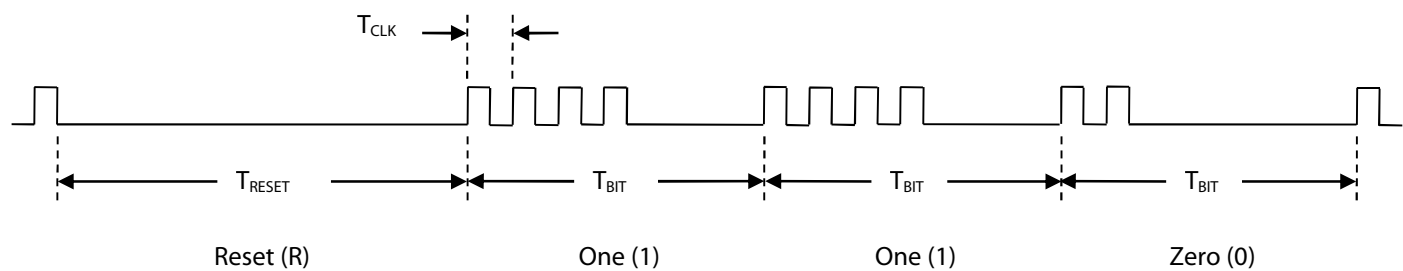 TCLK
TRESET TBIT TBIT TBIT
Reset (R) One (1) One (1) Zero (0)